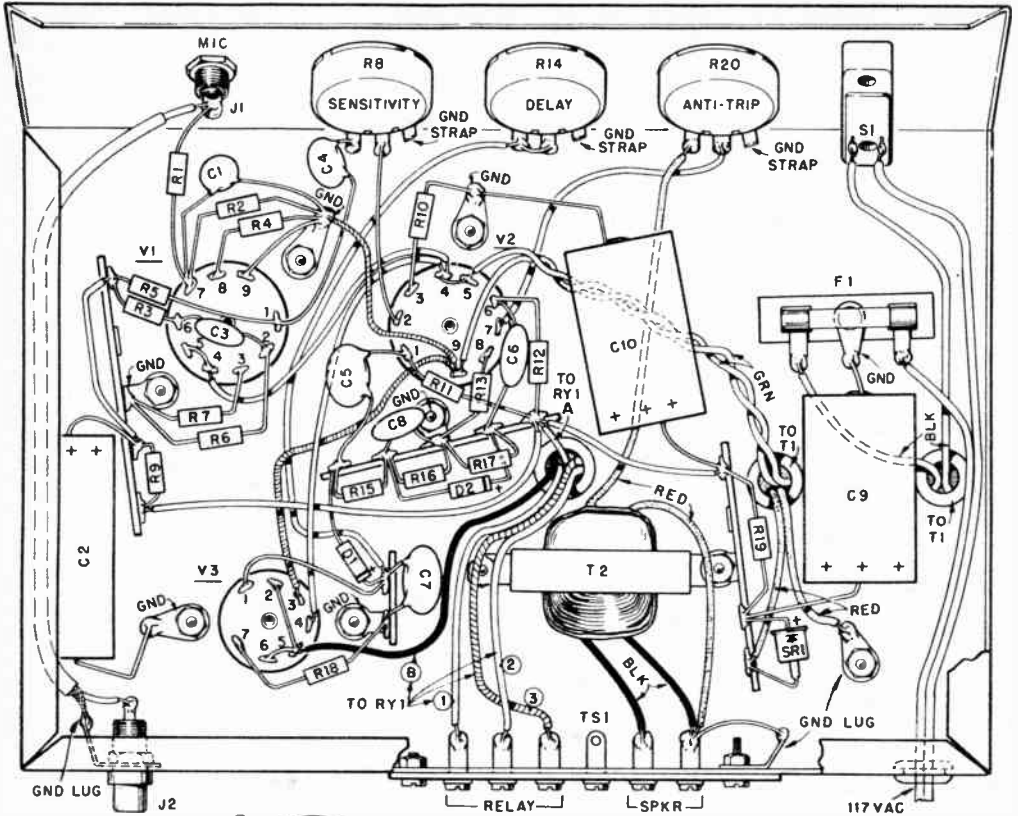 MIC
J1
R8
SENSITIVITY
GND
STRAP
R14
DELAY
GND
STRAP
R20
ANTI-TRIP
GND
STRAP
S1
R1
C1
R2
R4
C4
GND
R10
GND
V1
7
8
9
1
2
3
4
6
R5
R3
C3
GND
R7
R6
V2
3
4
5
6
7
8
9
2
1
R11
R13
C6
R12
C5
GND
C8
R15
R16
R17
D2
+
TO
RY1
A
C10
+ + +
GRN
F1
GND
BLK
TO
T1
C9
+ + +
TO
T1
+ +
C2
R9
GND
V3
1
2
3
4
5
6
7
D1
GND
C7
R18
B
TO RY1
1
2
3
RED
T2
BLK
R19
RED
+
SR1
GND LUG
TS1
GND LUG
J2
RELAY
SPKR
117 VAC